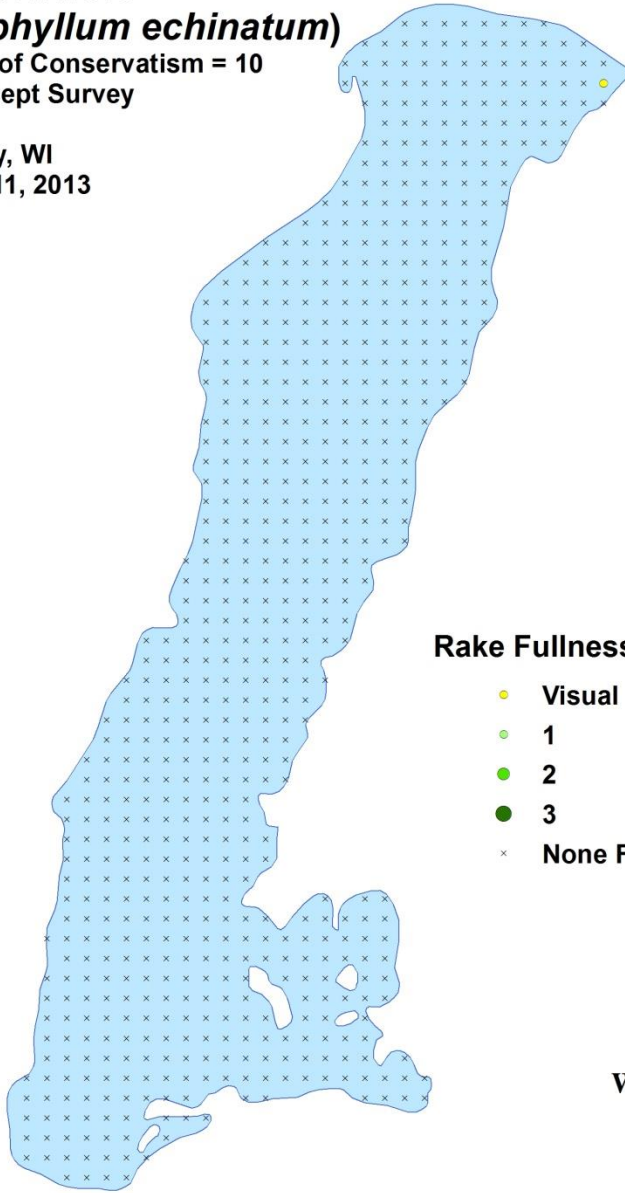 phyllum echinatum)
of Conservatism = 10
ept Survey
y, WI
11, 2013
Rake Fullness
Visual
1
2
3
None F